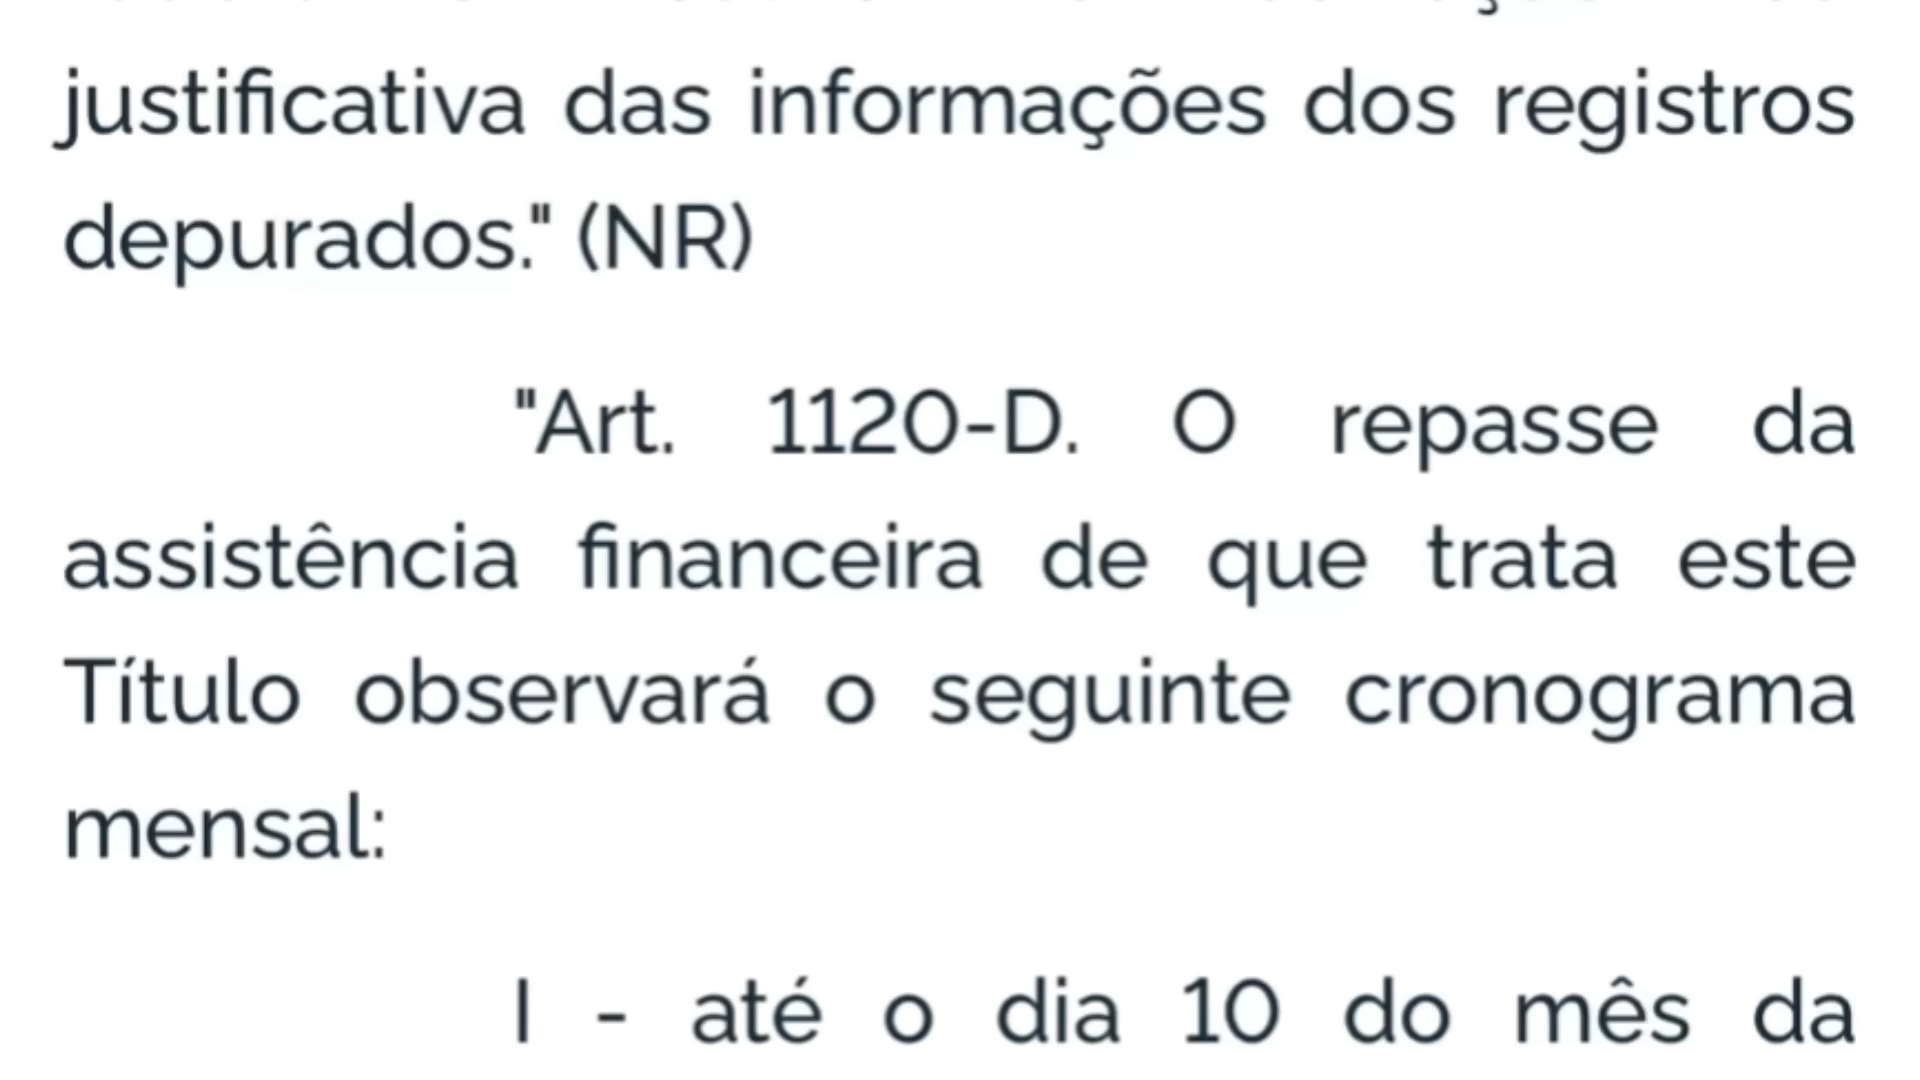 justificativa das informações dos registros
depurados." (NR)
"Art. 1120-D. O repasse da
assistência financeira de que trata este
Título observará o seguinte cronograma
mensal:
I - até o dia 10 do mês da